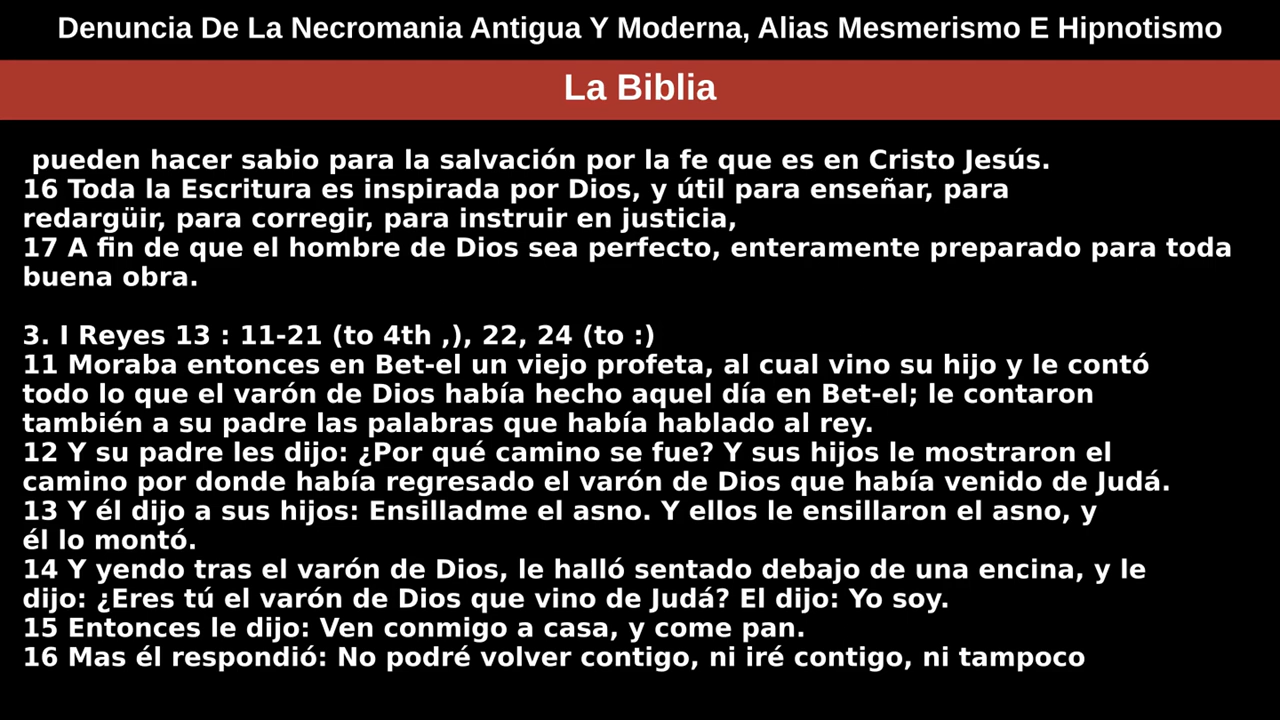 Denuncia De La Necromania Antigua Y Moderna, Alias Mesmerismo E Hipnotismo
La Biblia
pueden hacer sabio para la salvación por la fe que es en Cristo Jesús.
16 Toda la Escritura es inspirada por Dios, y útil para enseñar, para
redargüir, para corregir, para instruir en justicia,
17 A fin de que el hombre de Dios sea perfecto, enteramente preparado para toda
buena obra.
3. I Reyes 13 : 11-21 (to 4th ,), 22, 24 (to :)
11 Moraba entonces en Bet-el un viejo profeta, al cual vino su hijo y le contó
todo lo que el varón de Dios había hecho aquel día en Bet-el; le contaron
también a su padre las palabras que había hablado al rey.
12 Y su padre les dijo: ¿Por qué camino se fue? Y sus hijos le mostraron el
camino por donde había regresado el varón de Dios que había venido de Judá.
13 Y él dijo a sus hijos: Ensilladme el asno. Y ellos le ensillaron el asno, y
él lo montó.
14 Y yendo tras el varón de Dios, le halló sentado debajo de una encina, y le
dijo: ¿Eres tú el varón de Dios que vino de Judá? El dijo: Yo soy.
15 Entonces le dijo: Ven conmigo a casa, y come pan.
16 Mas él respondió: No podré volver contigo, ni iré contigo, ni tampoco